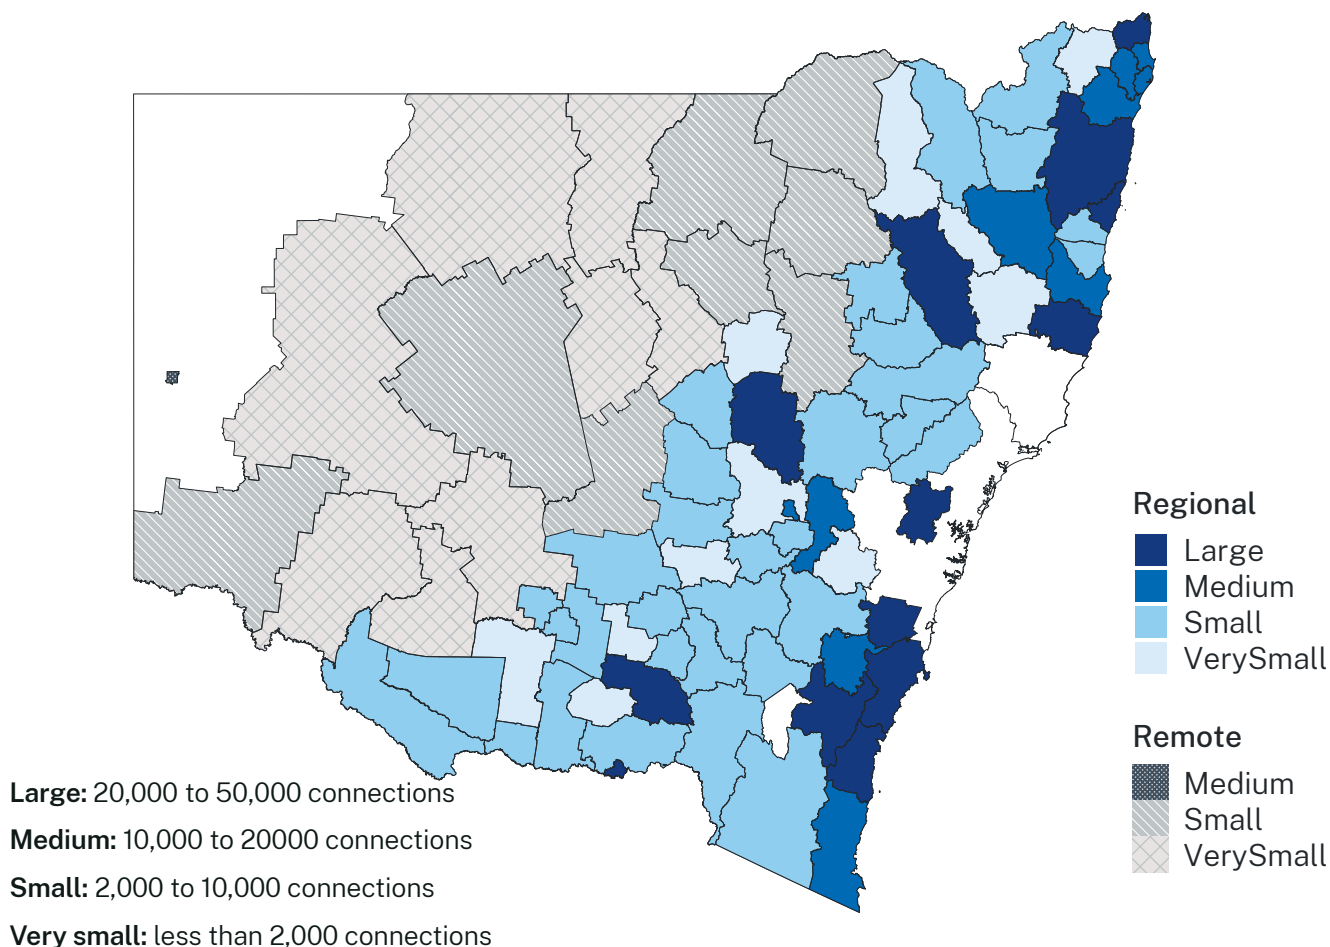 Regional
Large
Medium
Small
VerySmall
Remote
Medium
Small
VerySmall
Large: 20,000 to 50,000 connections
Medium: 10,000 to 20000 connections
Small: 2,000 to 10,000 connections
Very small: less than 2,000 connections